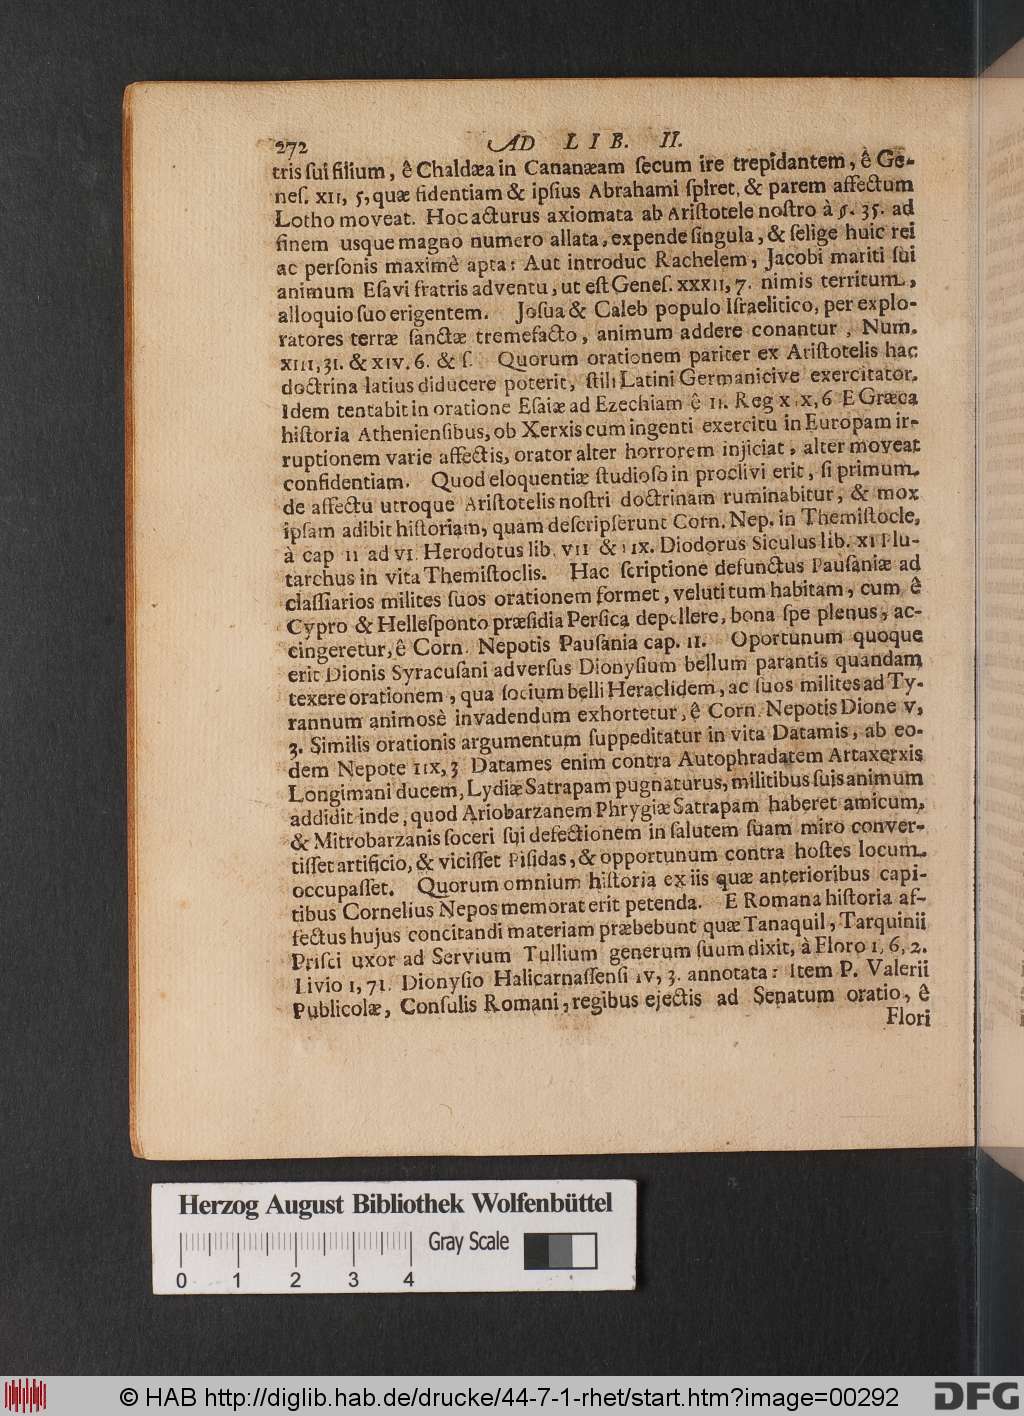 272 AD LIB. II.
tris sui filium, ê Chaldæa in Cananæam secum ire trepidantem, ê Ge-
nes. XII, 5, quæ fidentiam & ipsius Abrahami spiret, & parem affectum
Lotho moveat. Hoc acturus axiomata ab Aristotele nostro à §. 35. ad
finem usque magno numero allata, expende singula, & selige huic rei
ac personis maximè apta: Aut introduc Rachelem, Jacobi mariti sui
animum Esavi fratris adventu, ut est Genes. XXXII, 7. nimis territum,
alloquio suo erigentem. Josua & Caleb populo Israelitico, per explo-
ratores terræ sanctæ tremefacto, animum addere conantur, Num.
XIII, 31. & XIV. 6. & s. Quorum orationem pariter ex Aristotelis hac
doctrina latius diducere poterit, stili Latini Germanicive exercitator.
Idem tentabit in oratione Esaiæ ad Ezechiam ê II. Reg XIX, 6 E Græca
historia Atheniensibus, ob Xerxis cum ingenti exercitu in Europam ir-
ruptionem varie affectis, orator alter horrorem injiciat, alter moveat
confidentiam. Quod eloquentiæ studioso in proclivi erit, si primum
de affectu utroque Aristotelis nostri doctrinam ruminabitur, & mox
ipsam adibit historiam, quam descripserunt Corn. Nep. in Themistocle,
à cap II ad VI. Herodotus lib. VII & IIX. Diodorus Siculus lib. XI Plu-
tarchus in vita Themistoclis. Hac scriptione defunctus Pausaniæ ad
classiarios milites suos orationem formet, veluti tum habitam, cum ê
Cypro & Hellesponto præsidia Persica depellere, bona spe plenus, ac-
cingeretur, ê Corn. Nepotis Pausania cap. II. Oportunum quoque
erit Dionis Syracusani adversus Dionysium bellum parantis quandam
texere orationem, qua socium belli Heraclidem, ac suos milites ad Ty-
rannum animosè invadendum exhortetur, ê Corn. Nepotis Dione V,
3. Similis orationis argumentum suppeditatur in vita Datamis, ab eo-
dem Nepote IIX, 3 Datames enim contra Autophradatem Artaxerxis
Longimani ducem, Lydiæ Satrapam pugnaturus, militibus suis animum
addidit inde, quod Ariobarzanem Phrygiæ Satrapam haberet amicum,
& Mitrobarzanis soceri sui defectionem in salutem suam miro conver-
tisset artificio, & vicisset Pisidas, & opportunum contra hostes locum
occupasset. Quorum omnium historia ex iis quæ anterioribus capi-
tibus Cornelius Nepos memorat erit petenda. E Romana historia af-
fectus hujus concitandi materiam præbebunt quæ Tanaquil, Tarquinii
Prisci uxor ad Servium Tullium generum suum dixit, à Floro 1, 6, 2.
Livio 1, 71. Dionysio Halicarnassensi IV, 3. annotata: Item P. Valerii
Publicolæ, Consulis Romani, regibus ejectis ad Senatum oratio, ê
Flori
Herzog August Bibliothek Wolfenbüttel
Gray Scale
0 1 2 3 4
© HAB http://diglib.hab.de/drucke/44-7-1-rhet/start.htm?image=00292
DFG